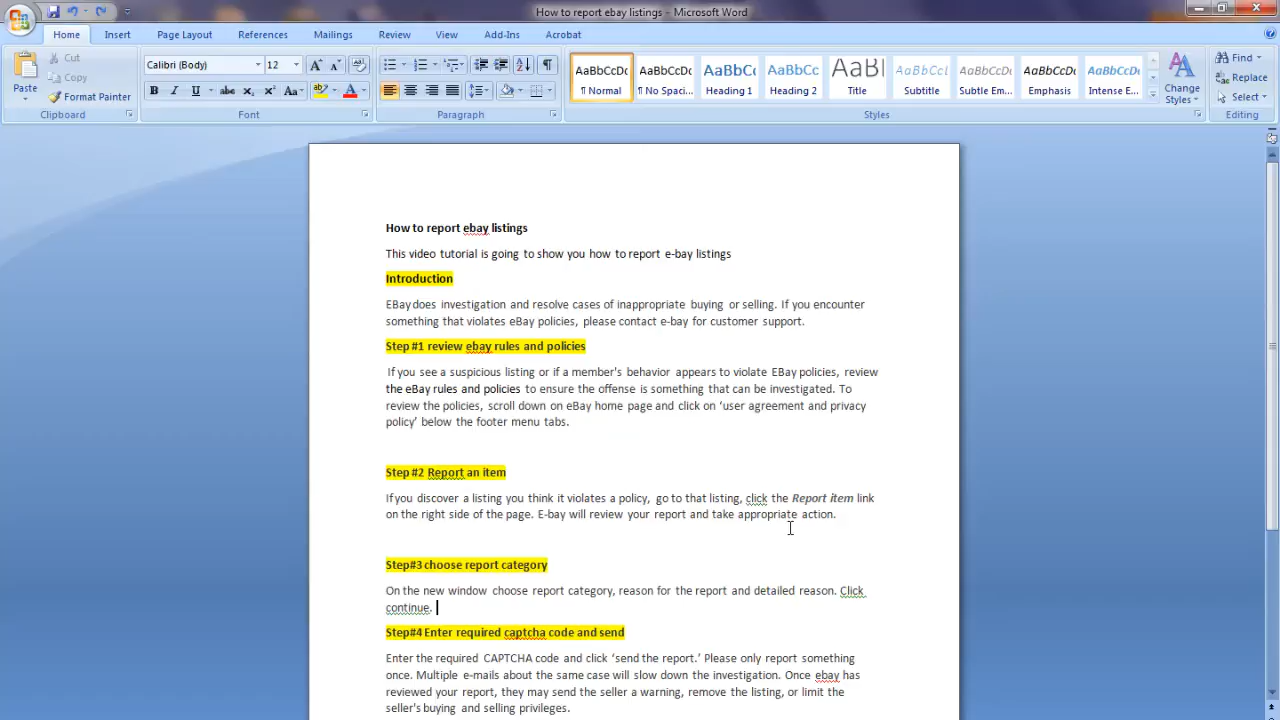 How to report ebay listings - Microsoft Word
Home Insert Page Layout References Mailings Review View Add-Ins Acrobat
Paste
Cut
Copy
Format Painter
Clipboard
Calibri (Body) 12
Font
Paragraph
AaBbCcDc AaBbCcDc AaBbC AaBbCc AaBb AaBbCcI AaBbCcDc AaBbCcDc AaBbCcDc
¶ Normal ¶ No Spaci... Heading 1 Heading 2 Title Subtitle Subtle Em... Emphasis Intense E...
Styles
Change Styles
Find
Replace
Select
Editing
How to report ebay listings
This video tutorial is going to show you how to report e-bay listings
Introduction
EBay does investigation and resolve cases of inappropriate buying or selling. If you encounter
something that violates eBay policies, please contact e-bay for customer support.
Step #1 review ebay rules and policies
If you see a suspicious listing or if a member's behavior appears to violate EBay policies, review
the eBay rules and policies to ensure the offense is something that can be investigated. To
review the policies, scroll down on eBay home page and click on ‘user agreement and privacy
policy’ below the footer menu tabs.
Step #2 Report an item
If you discover a listing you think it violates a policy, go to that listing, click the Report item link
on the right side of the page. E-bay will review your report and take appropriate action.
Step#3 choose report category
On the new window choose report category, reason for the report and detailed reason. Click
continue.
Step#4 Enter required captcha code and send
Enter the required CAPTCHA code and click ‘send the report.’ Please only report something
once. Multiple e-mails about the same case will slow down the investigation. Once ebay has
reviewed your report, they may send the seller a warning, remove the listing, or limit the
seller's buying and selling privileges.